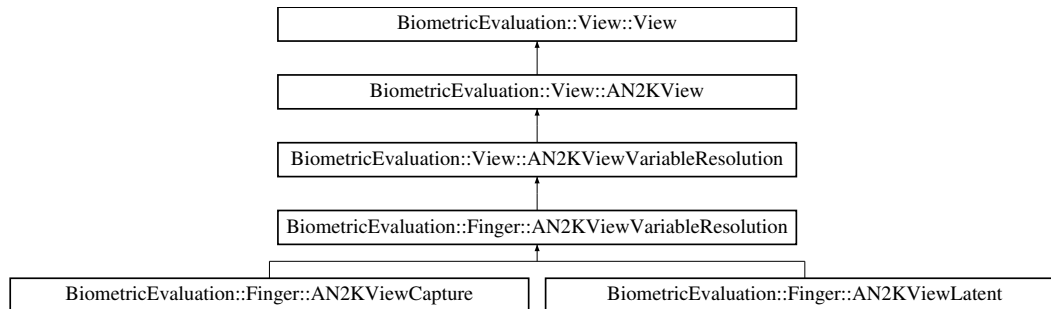 BiometricEvaluation::View::View
BiometricEvaluation::View::AN2KView
BiometricEvaluation::View::AN2KViewVariableResolution
BiometricEvaluation::Finger::AN2KViewVariableResolution
BiometricEvaluation::Finger::AN2KViewCapture
BiometricEvaluation::Finger::AN2KViewLatent